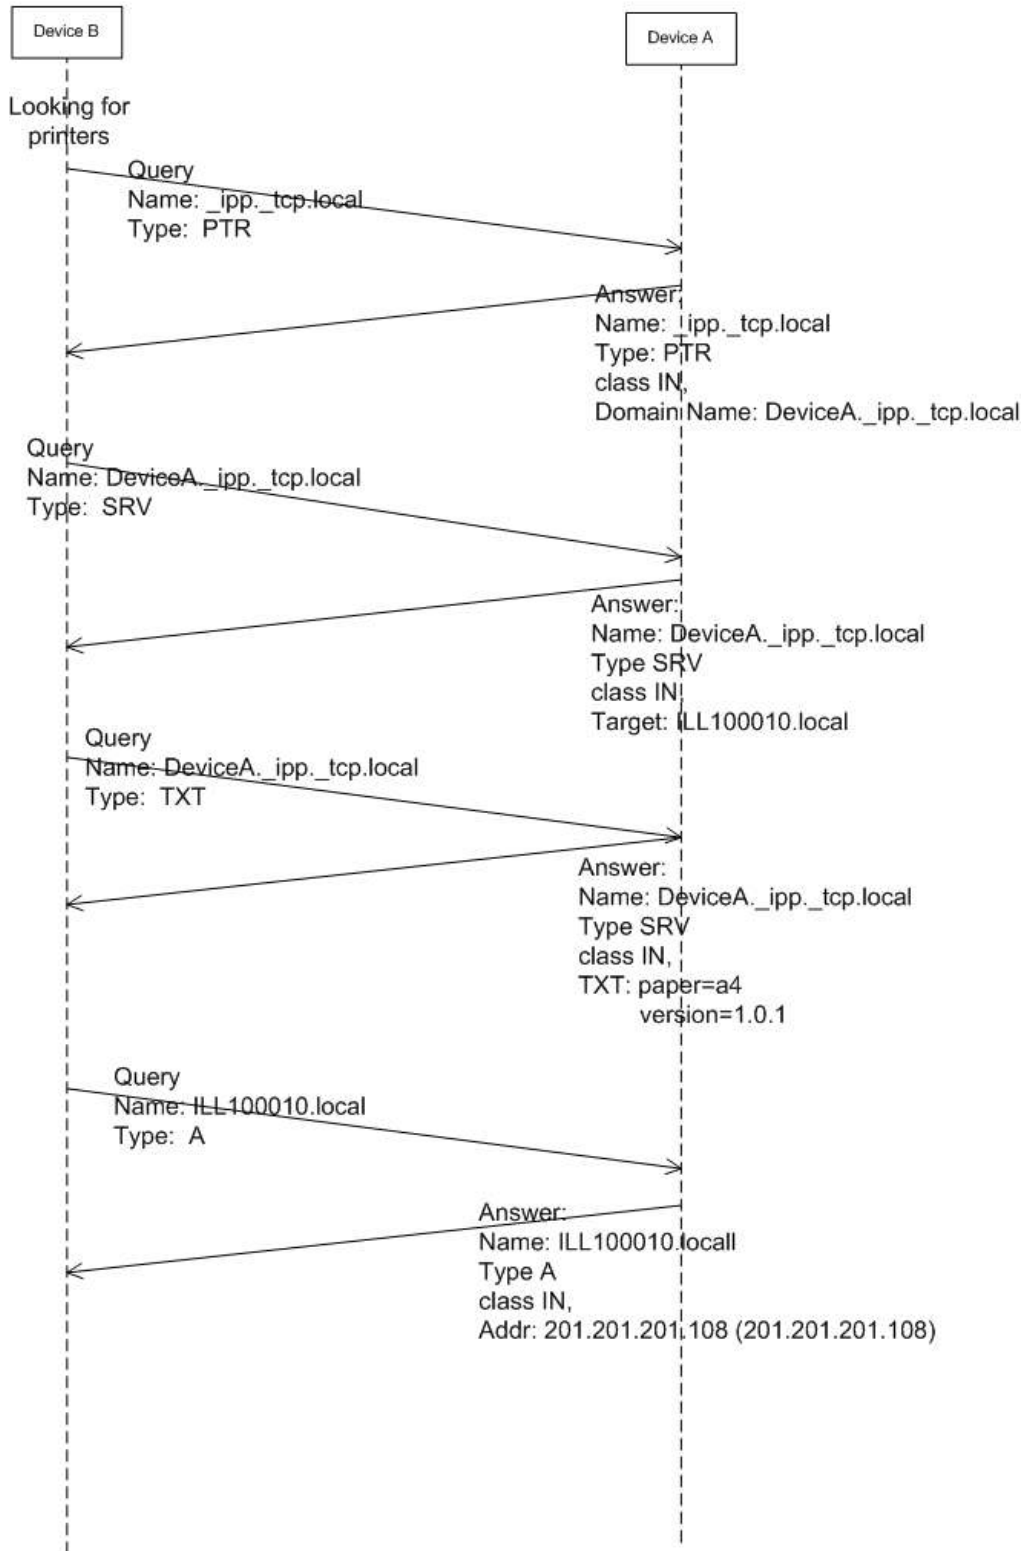 Device B
Device A
Looking for
printers
Query
Name: _ipp._tcp.local
Type: PTR
Answer:
Name: _ipp._tcp.local
Type: PTR
class IN,
Domain Name: DeviceA._ipp._tcp.local
Query
Name: DeviceA._ipp._tcp.local
Type: SRV
Answer:
Name: DeviceA._ipp._tcp.local
Type SRV
class IN,
Target: ILL100010.local
Query
Name: DeviceA._ipp._tcp.local
Type: TXT
Answer:
Name: DeviceA._ipp._tcp.local
Type SRV
class IN,
TXT: paper=a4
version=1.0.1
Query
Name: ILL100010.local
Type: A
Answer:
Name: ILL100010.locall
Type A
class IN,
Addr: 201.201.201.108 (201.201.201.108)